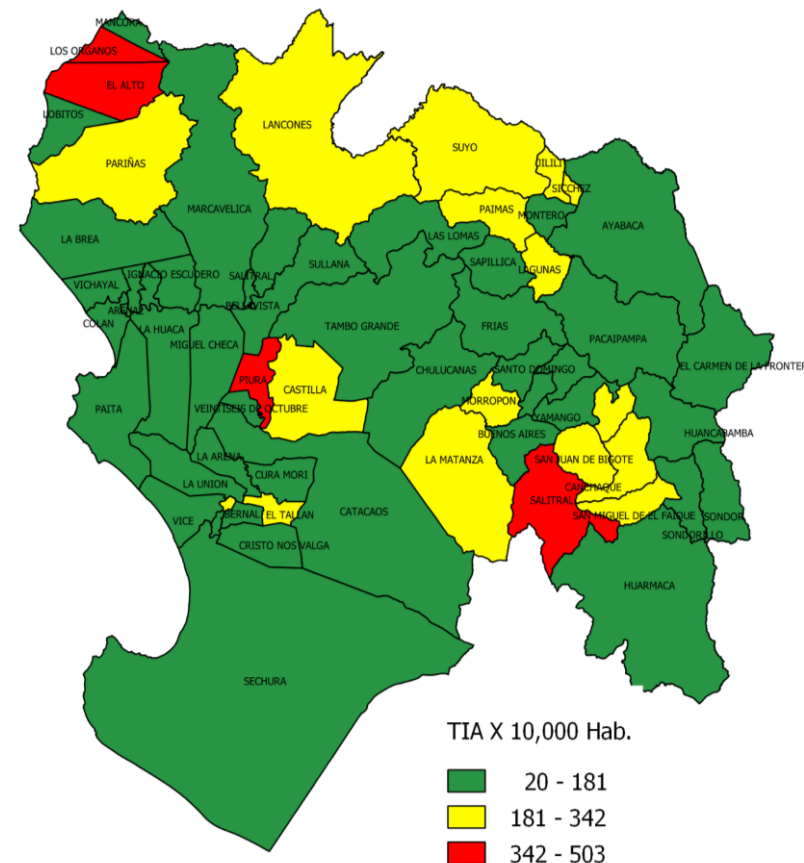 MANCORA
LOS ORGANOS
EL ALTO
LOBITOS
LANCONES
PARIÑAS
SUYO
JILILI
SICCHEZ
MARCAVELICA
PAIMAS
MONTERO
AYABACA
LA BREA
LAS LOMAS
SULLANA
SAPILLICA
LAGUNAS
IGNACIO ESCUDERO
SALITRAL
VICHAYAL
BELLAVISTA
ARENAZ
COLAN
LA HUACA
TAMBO GRANDE
FRIAS
PACAIPAMPA
MIGUEL CHECA
EL CARMEN DE LA FRONTER
CHULUCANAS
SANTO DOMINGO
PIURA
CASTILLA
MORROPON
PAITA
VEINTISEIS DE OCTUBRE
YAMANGO
HUANCABAMBA
BUENOS AIRES
LA ARENA
LA MATANZA
SAN JUAN DE BIGOTE
CURA MORI
LA UNION
CANCHAQUE
SALITRAL
CATACAOS
BERNAL
EL TALLAN
SAN MIGUEL DE EL FAIQUE
SONDOR
VICE
SONDORILLO
CRISTO NOS VALGA
HUARMACA
SECHURA
TIA X 10,000 Hab.
20 - 181
181 - 342
342 - 503